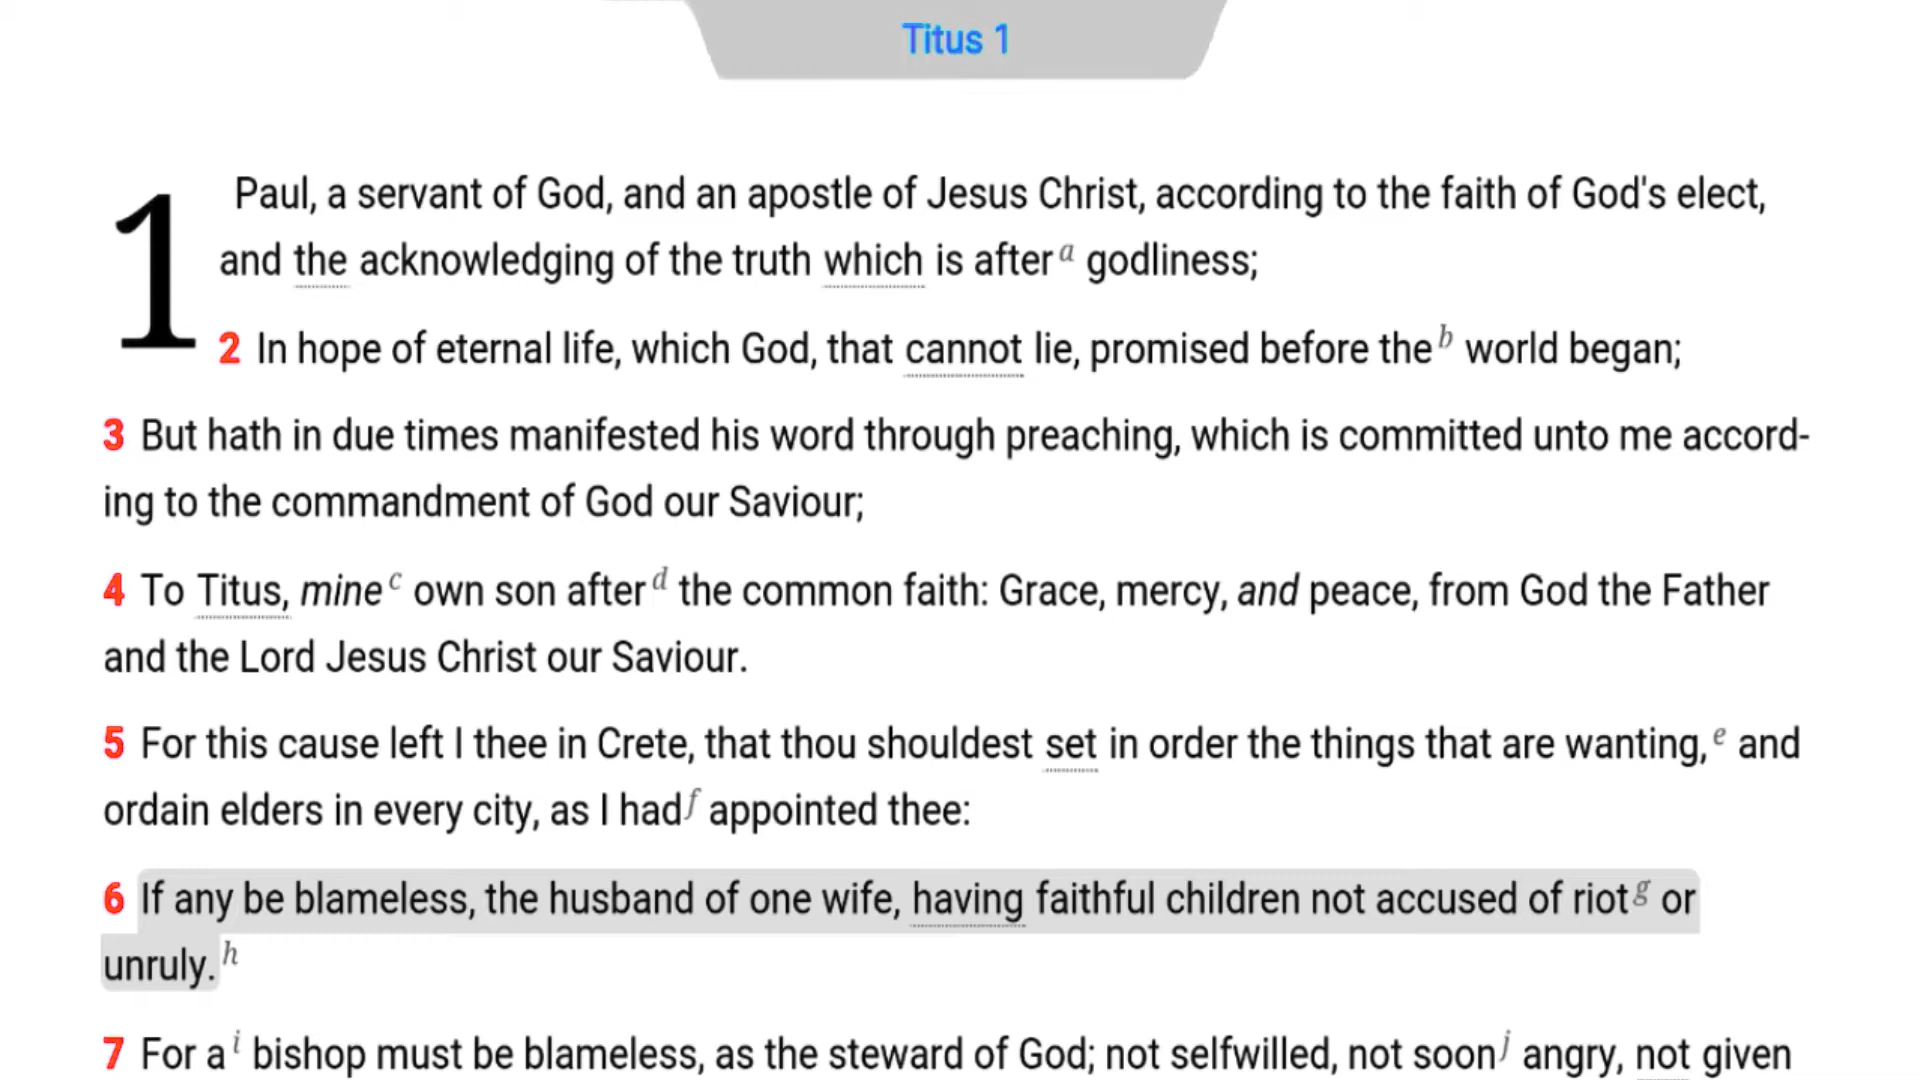 Titus 1
1 Paul, a servant of God, and an apostle of Jesus Christ, according to the faith of God's elect,
and the acknowledging of the truth which is after a godliness;
2 In hope of eternal life, which God, that cannot lie, promised before the b world began;
3 But hath in due times manifested his word through preaching, which is committed unto me accord-
ing to the commandment of God our Saviour;
4 To Titus, mine c own son after d the common faith: Grace, mercy, and peace, from God the Father
and the Lord Jesus Christ our Saviour.
5 For this cause left I thee in Crete, that thou shouldest set in order the things that are wanting, e and
ordain elders in every city, as I had f appointed thee:
6 If any be blameless, the husband of one wife, having faithful children not accused of riot g or
unruly. h
7 For a i bishop must be blameless, as the steward of God; not selfwilled, not soon j angry, not given